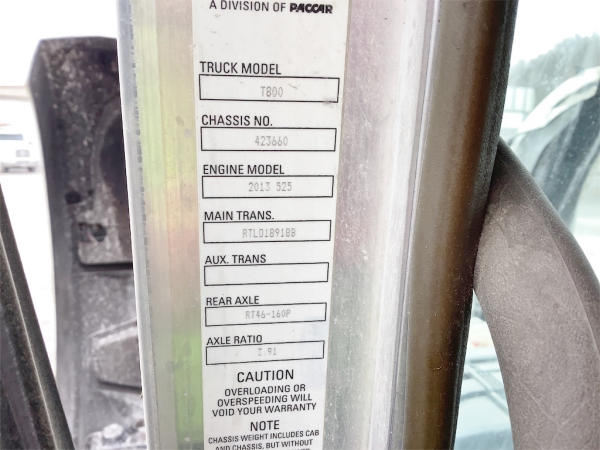 A DIVISION OF PACCAR
TRUCK MODEL
T800
CHASSIS NO.
423660
ENGINE MODEL
2013 525
MAIN TRANS.
RTLO18918B
AUX. TRANS
REAR AXLE
RT46-160P
AXLE RATIO
CAUTION
OVERLOADING OR
OVERSPEEDING WILL
VOID YOUR WARRANTY
NOTE
CHASSIS WEIGHT INCLUDES CAB
AND CHASSIS, BUT WITHOUT